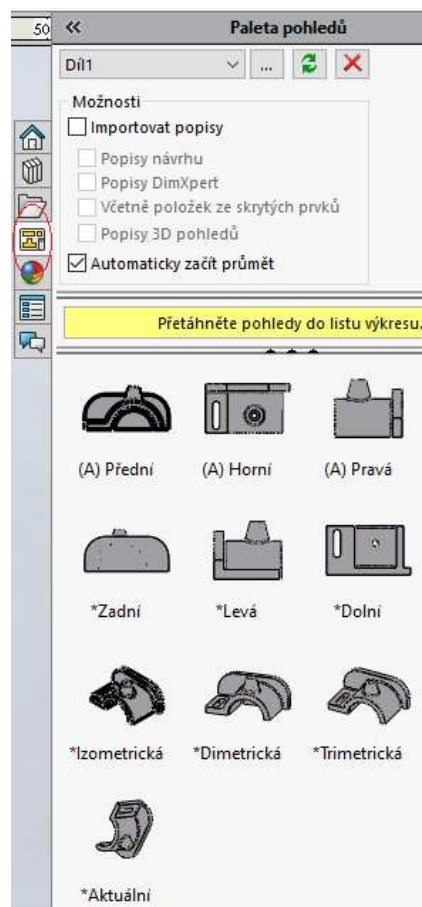 50
Paleta pohledů
Díl1
...
Možnosti
Importovat popisy
Popisy návrhu
Popisy DimXpert
Včetně položek ze skrytých prvků
Popisy 3D pohledů
Automaticky začít průmět
Přetáhněte pohledy do listu výkresu.
(A) Přední (A) Horní (A) Pravá
*Zadní *Levá *Dolní
*Izometrická *Dimetrická *Trimetrická
*Aktuální